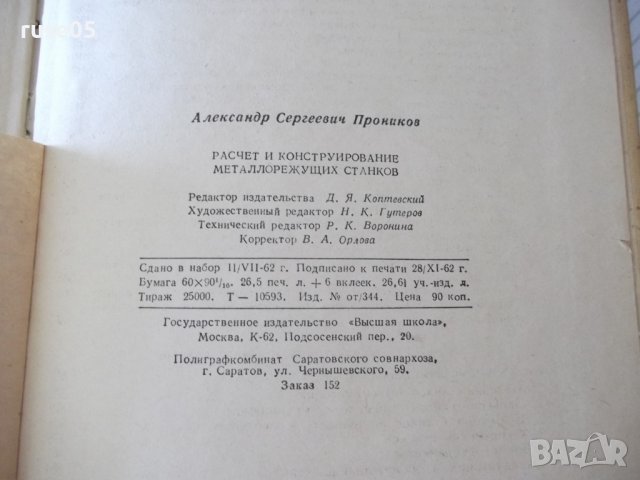 ruse05
Александр Сергеевич Проников
РАСЧЕТ И КОНСТРУИРОВАНИЕ
МЕТАЛЛОРЕЖУЩИХ СТАНКОВ
Редактор издательства Д. Я. Коптевский
Художественный редактор Н. К. Гутеров
Технический редактор Р. К. Воронина
Корректор В. А. Орлова
Сдано в набор 11/VII-62 г. Подписано к печати 28/XI-62 г.
Бумага 60×90¹/₁₆. 26,5 печ. л. + 6 вклеек. 26,61 уч.-изд. л.
Тираж 25000. Т — 10593. Изд. № от/344. Цена 90 коп.
Государственное издательство «Высшая школа»,
Москва, К-62, Подсосенский пер., 20.
Полиграфкомбинат Саратовского совнархоза,
г. Саратов, ул. Чернышевского, 59.
Заказ 152
BAZAR
bg